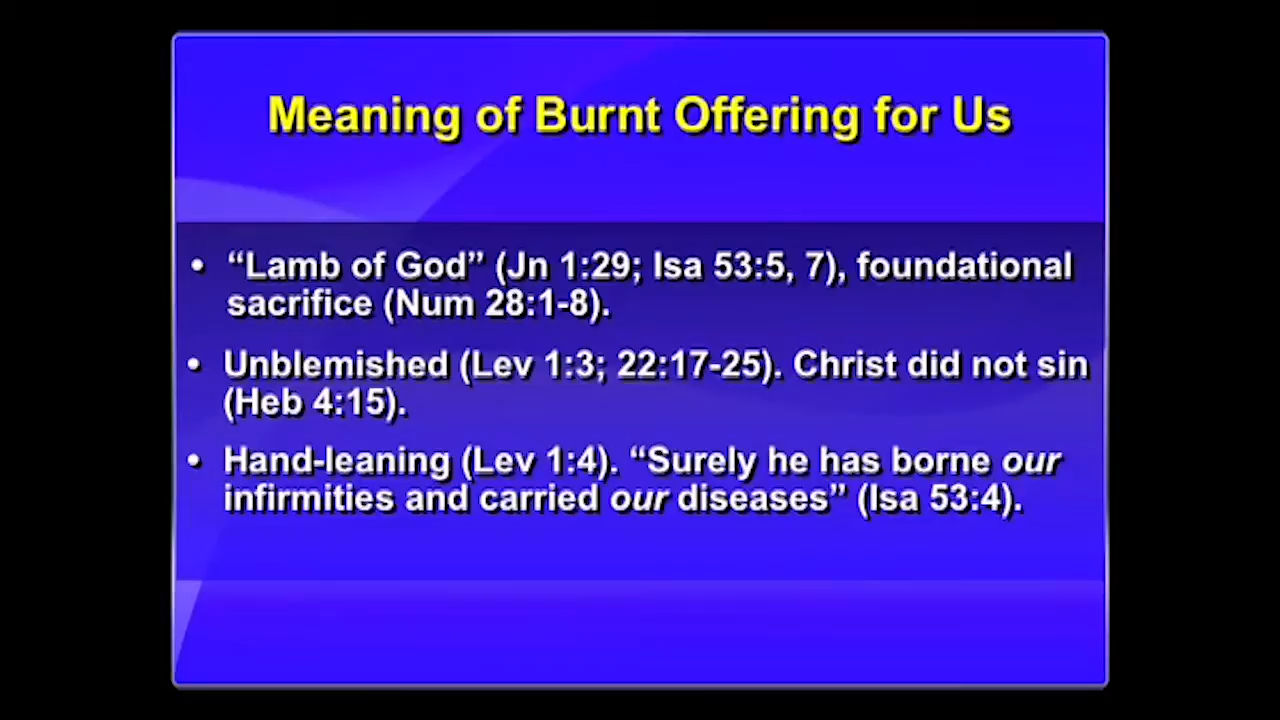 Meaning of Burnt Offering for Us
• “Lamb of God” (Jn 1:29; Isa 53:5, 7), foundational
sacrifice (Num 28:1-8).
• Unblemished (Lev 1:3; 22:17-25). Christ did not sin
(Heb 4:15).
• Hand-leaning (Lev 1:4). “Surely he has borne our
infirmities and carried our diseases” (Isa 53:4).